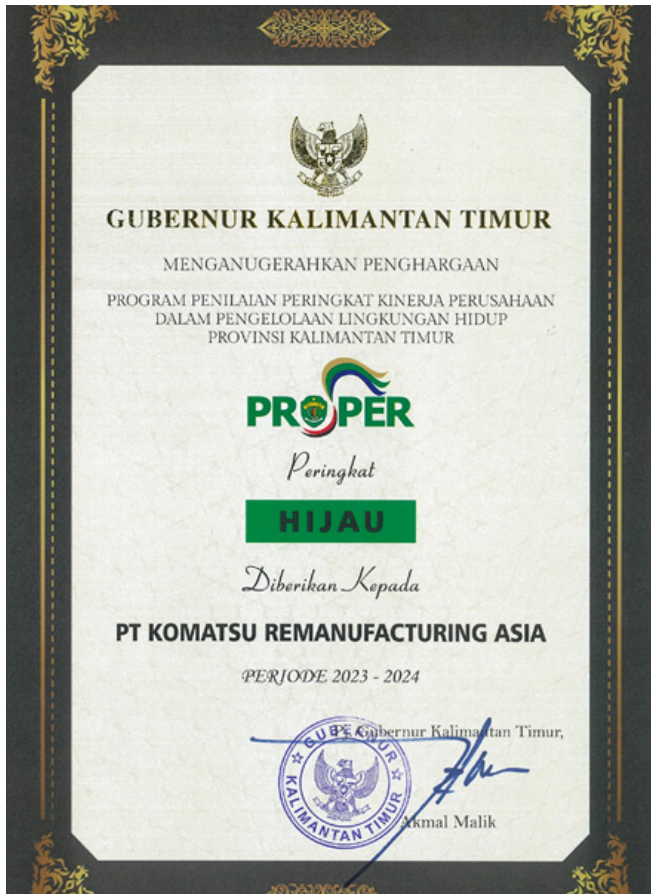 GUBERNUR KALIMANTAN TIMUR
MENGANUGERAHKAN PENGHARGAAN
PROGRAM PENILAIAN PERINGKAT KINERJA PERUSAHAAN
DALAM PENGELOLAAN LINGKUNGAN HIDUP
PROVINSI KALIMANTAN TIMUR
PROPER
Peringkat
HIJAU
Diberikan Kepada
PT KOMATSU REMANUFACTURING ASIA
PERIODE 2023 - 2024
Gubernur Kalimantan Timur,
GUBERNUR
KALIMANTAN TIMUR
Akmal Malik